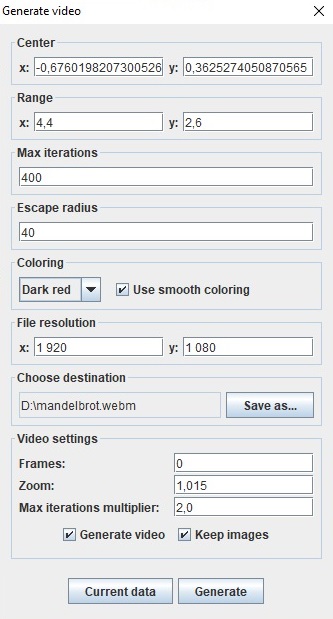 Generate video
Center
x: -0,6760198207300526 y: 0,3625274050870565
Range
x: 4,4 y: 2,6
Max iterations
400
Escape radius
40
Coloring
Dark red Use smooth coloring
File resolution
x: 1 920 y: 1 080
Choose destination
D:\mandelbrot.webm Save as...
Video settings
Frames: 0
Zoom: 1,015
Max iterations multiplier: 2,0
Generate video Keep images
Current data Generate